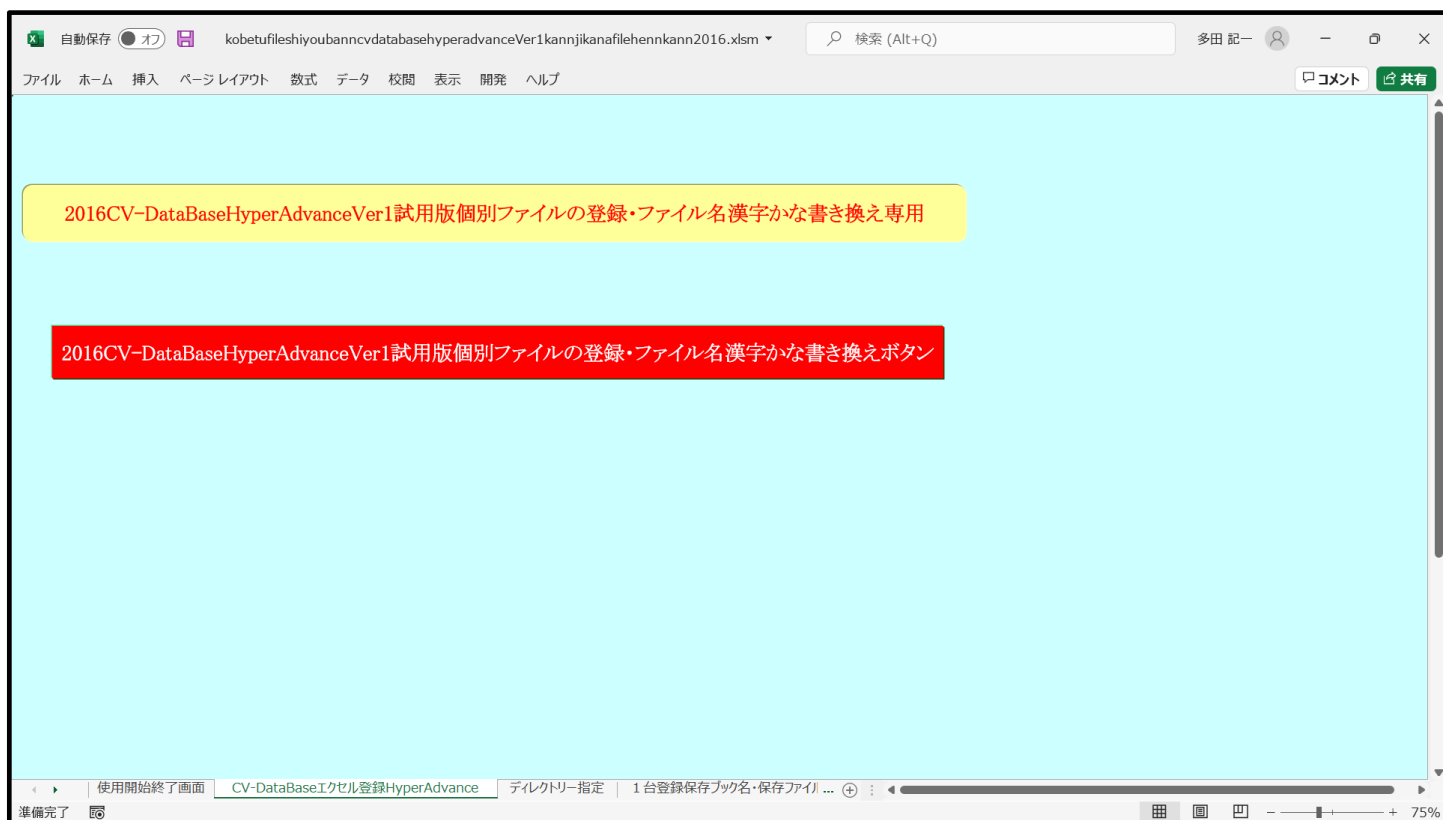 自動保存 オフ kobetufileshiyoubanncvdatabasehyperadvanceVer1kannjikanafilehennkann2016.xlsm 検索 (Alt+Q) 多田 記一
ファイル ホーム 挿入 ページ レイアウト 数式 データ 校閲 表示 開発 ヘルプ コメント 共有
2016CV-DataBaseHyperAdvanceVer1試用版個別ファイルの登録・ファイル名漢字かな書き換え専用
2016CV-DataBaseHyperAdvanceVer1試用版個別ファイルの登録・ファイル名漢字かな書き換えボタン
使用開始終了画面 CV-DataBaseエクセル登録HyperAdvance ディレクトリー指定 1台登録保存ブック名・保存ファイル ...
準備完了 75%